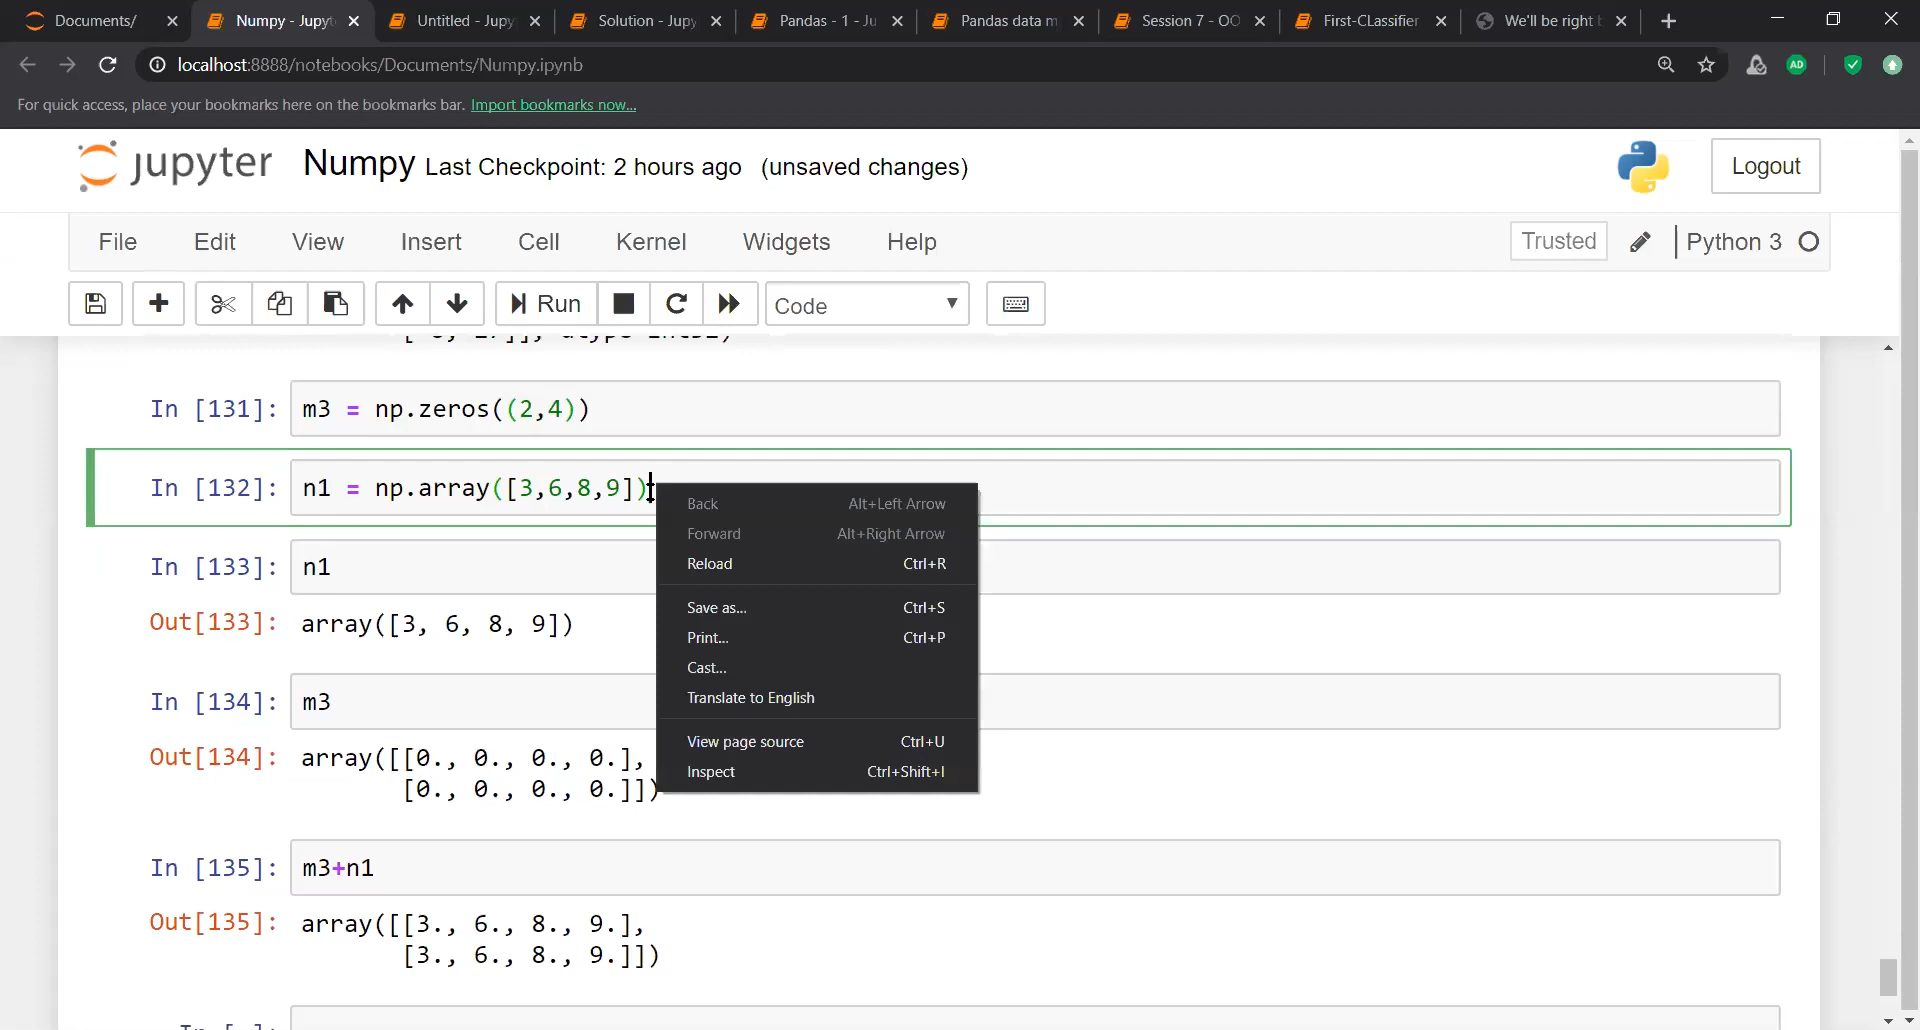 Documents/
Numpy - Jupyt
Untitled - Jupy
Solution - Jupy
Pandas - 1 - Ju
Pandas data m
Session 7 - OO
First-CLassifier
We'll be right b
localhost:8888/notebooks/Documents/Numpy.ipynb
AD
For quick access, place your bookmarks here on the bookmarks bar. Import bookmarks now...
jupyter Numpy Last Checkpoint: 2 hours ago (unsaved changes)
Logout
File Edit View Insert Cell Kernel Widgets Help
Trusted
Python 3
Run
Code
In [131]: m3 = np.zeros((2,4))
In [132]: n1 = np.array([3,6,8,9])
Back Alt+Left Arrow
Forward Alt+Right Arrow
Reload Ctrl+R
Save as... Ctrl+S
Print... Ctrl+P
Cast...
Translate to English
View page source Ctrl+U
Inspect Ctrl+Shift+I
In [133]: n1
Out[133]: array([3, 6, 8, 9])
In [134]: m3
Out[134]: array([[0., 0., 0., 0.],
[0., 0., 0., 0.]])
In [135]: m3+n1
Out[135]: array([[3., 6., 8., 9.],
[3., 6., 8., 9.]])